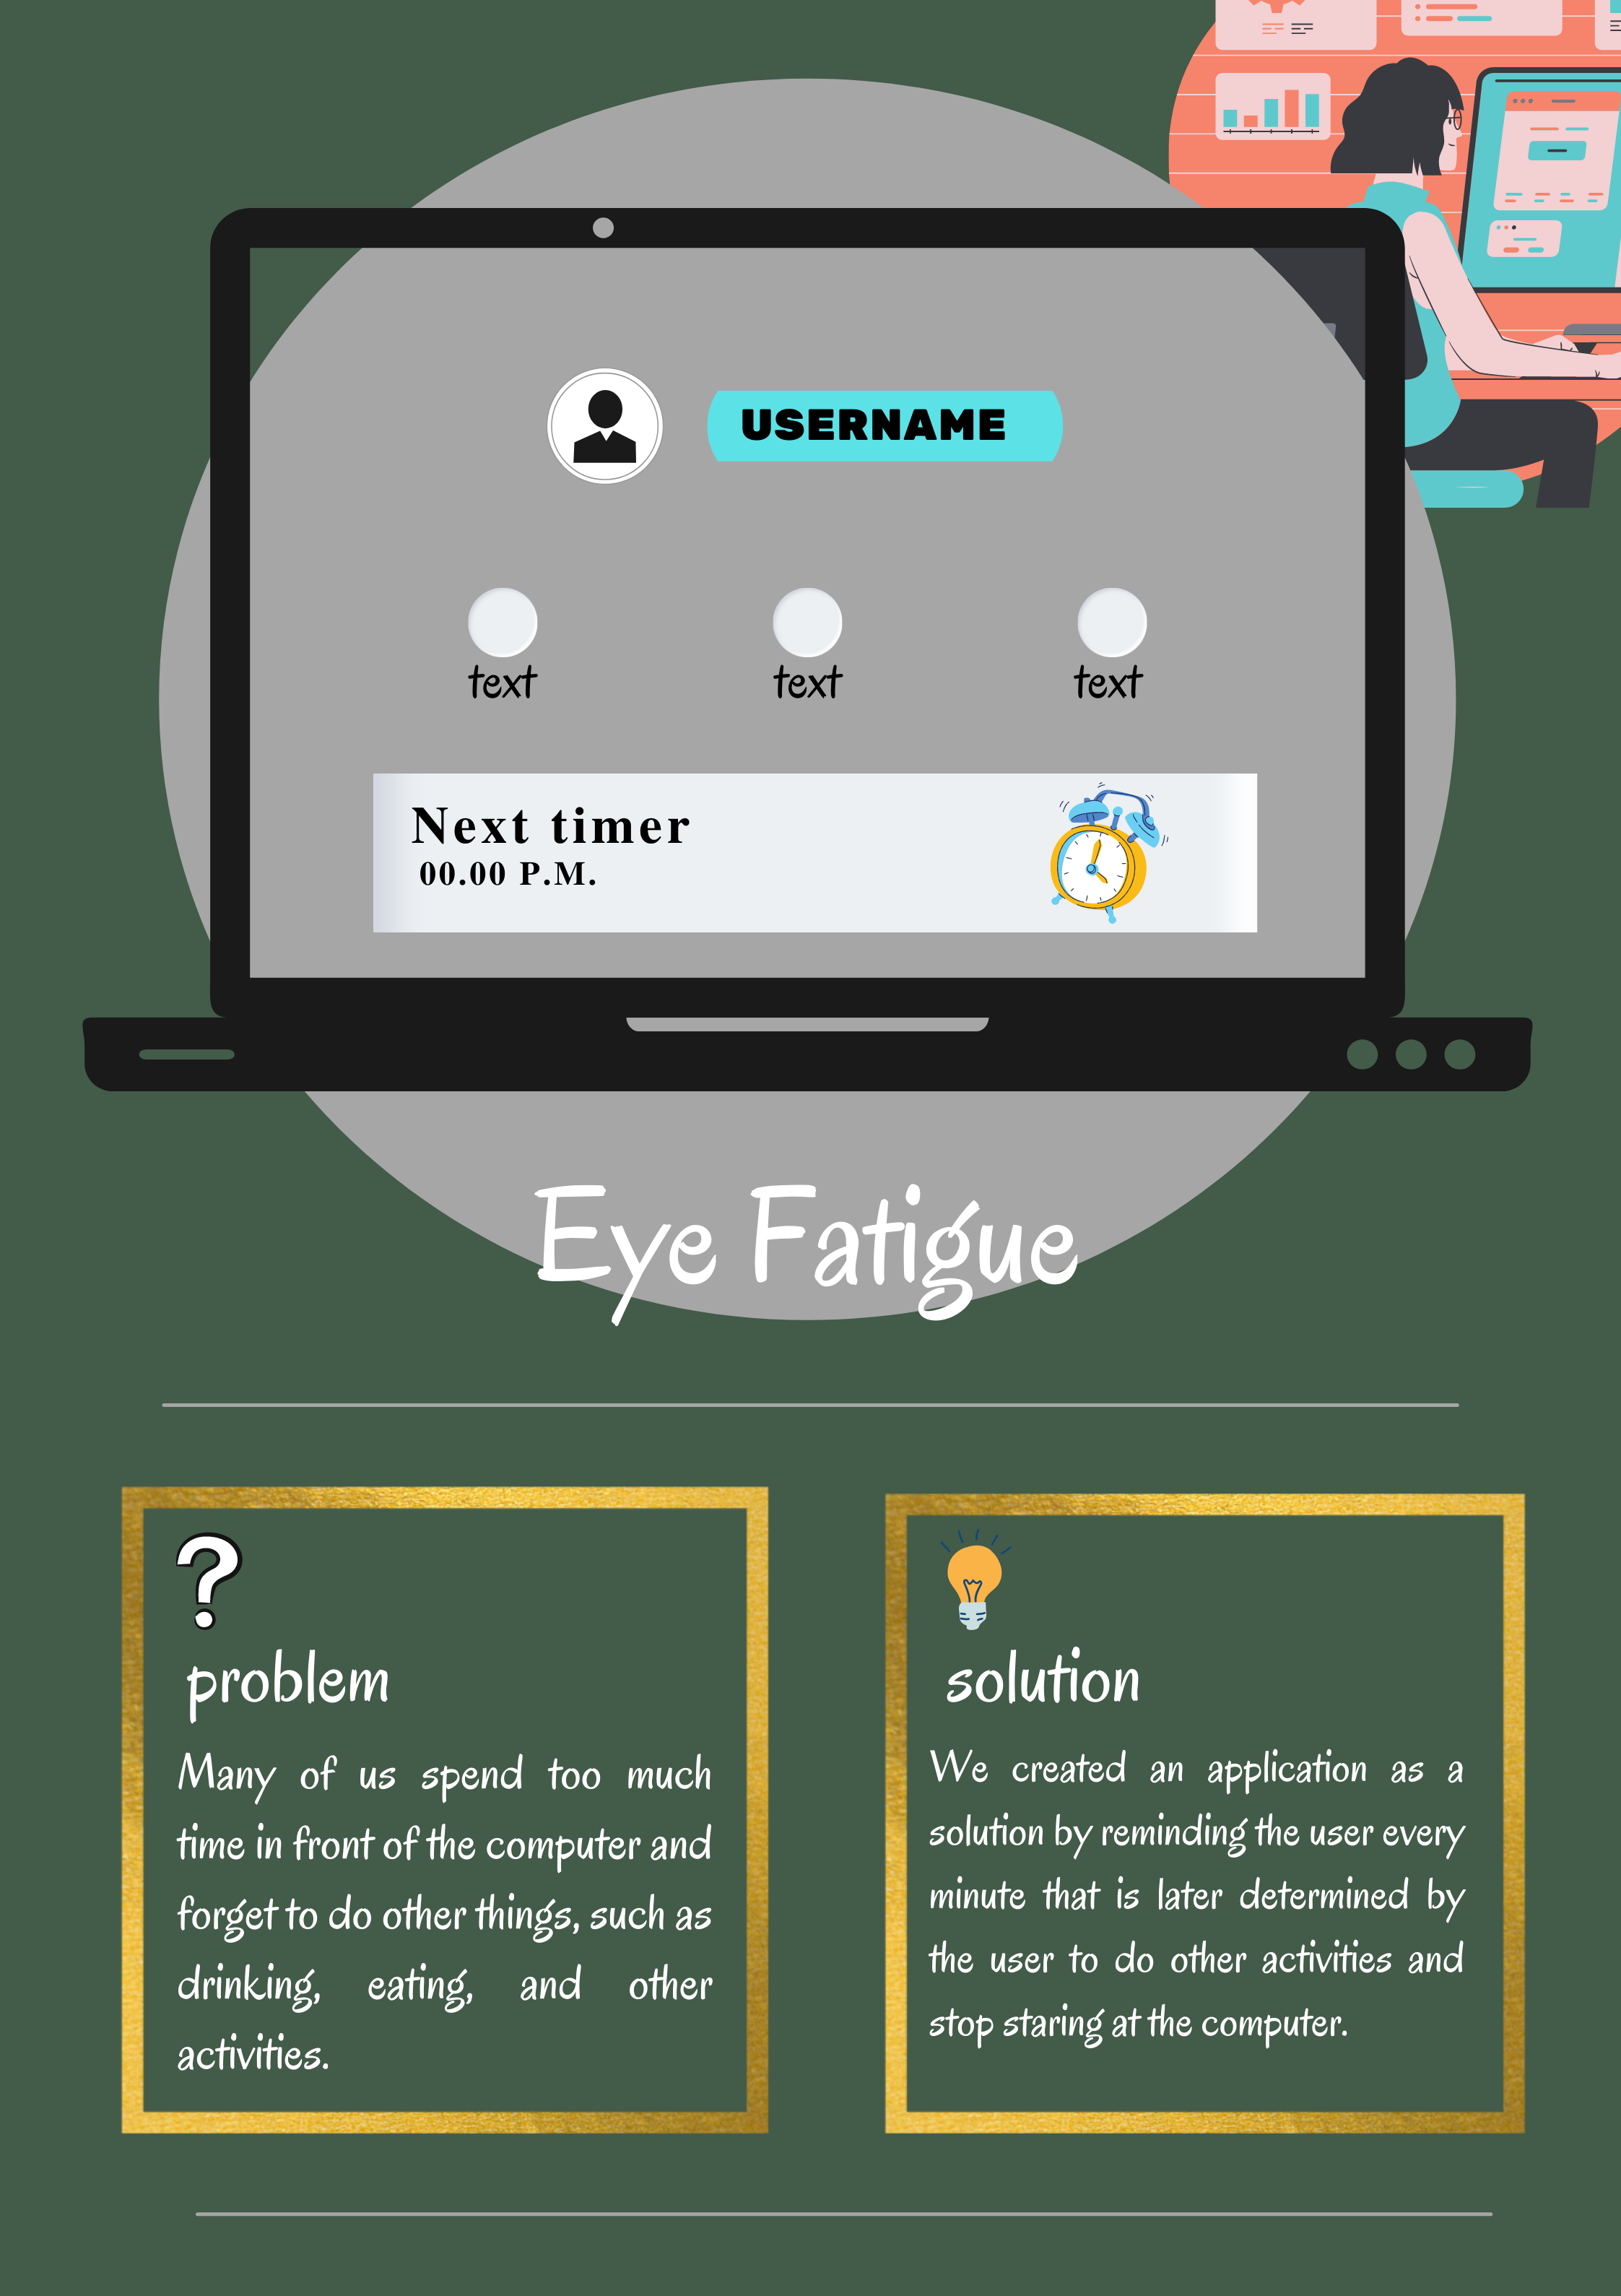 USERNAME
text text text
Next timer
00.00 P.M.
Eye Fatigue
problem
Many of us spend too much
time in front of the computer and
forget to do other things, such as
drinking, eating, and other
activities.
solution
We created an application as a
solution by reminding the user every
minute that is later determined by
the user to do other activities and
stop staring at the computer.